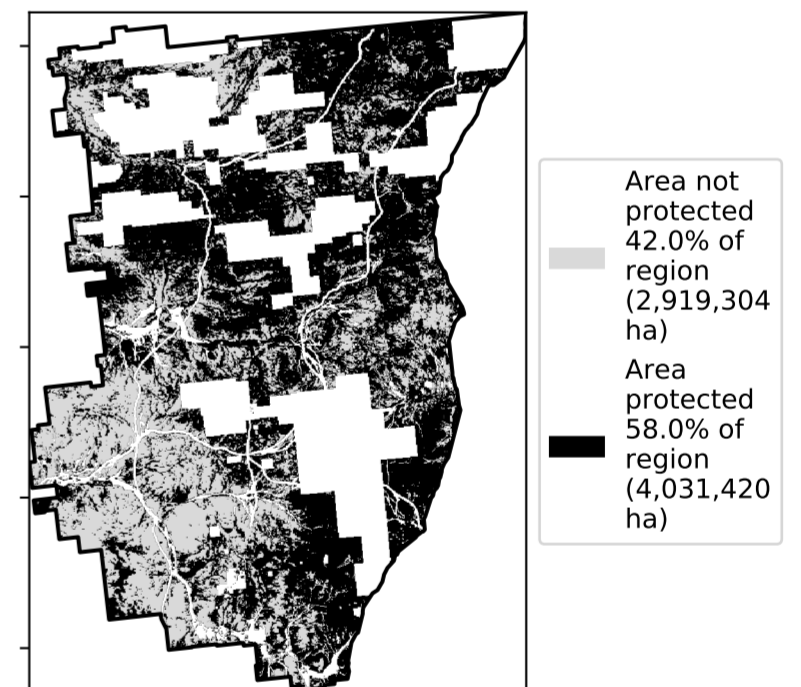 Area not
protected
42.0% of
region
(2,919,304
ha)
Area
protected
58.0% of
region
(4,031,420
ha)